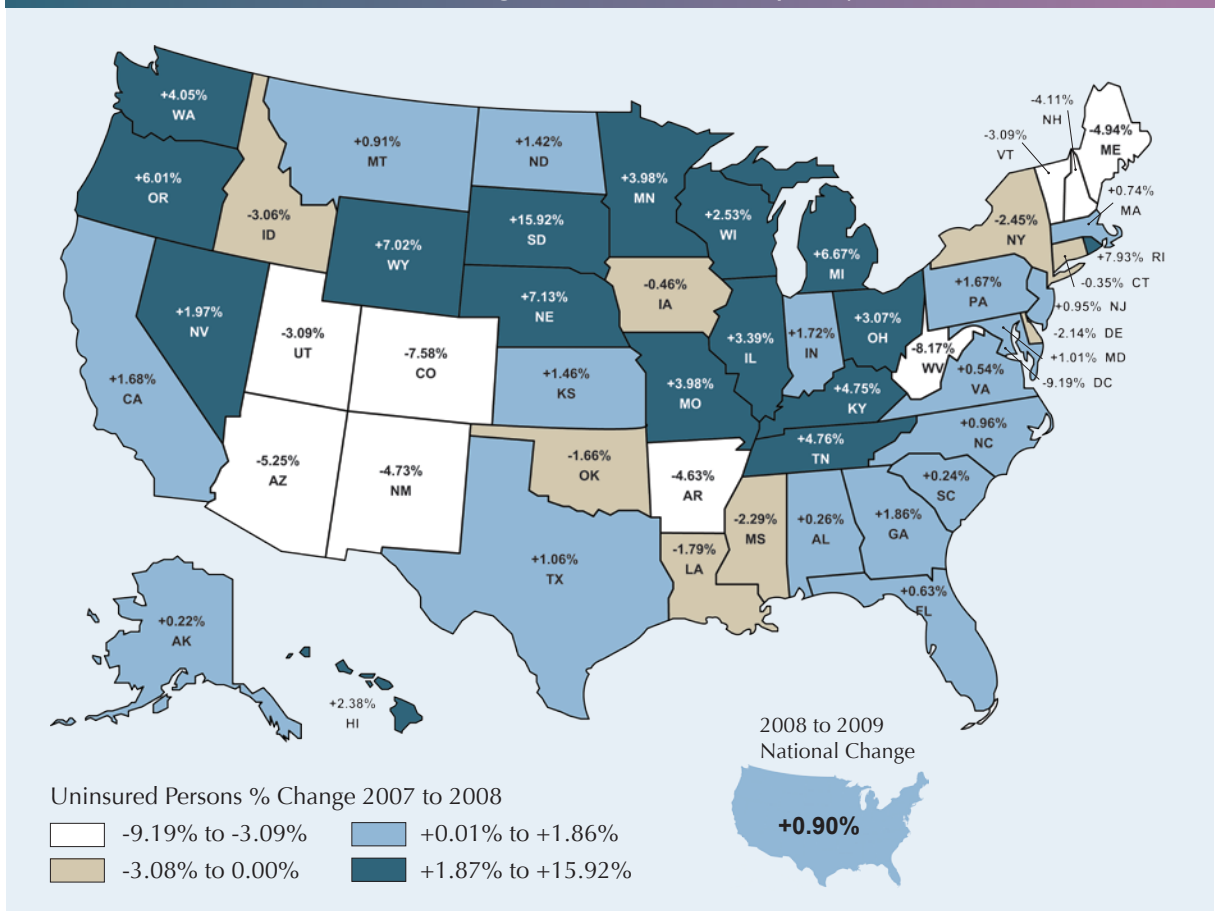 +4.05%
WA
+6.01%
OR
+1.68%
CA
+1.97%
NV
-3.06%
ID
+0.91%
MT
+7.02%
WY
-3.09%
UT
-7.58%
CO
-5.25%
AZ
-4.73%
NM
+1.42%
ND
+15.92%
SD
+7.13%
NE
+1.46%
KS
-1.66%
OK
+1.06%
TX
+3.98%
MN
-0.46%
IA
+3.98%
MO
-4.63%
AR
-1.79%
LA
+2.53%
WI
+3.39%
IL
+6.67%
MI
+1.72%
IN
+3.07%
OH
+4.75%
KY
+4.76%
TN
-2.29%
MS
+0.26%
AL
+1.86%
GA
+0.63%
FL
+0.24%
SC
+0.96%
NC
+0.54%
VA
-8.17%
WV
+1.67%
PA
-2.45%
NY
-3.09%
VT
-4.11%
NH
-4.94%
ME
+0.74%
MA
+7.93% RI
-0.35% CT
+0.95% NJ
-2.14% DE
+1.01% MD
-9.19% DC
+0.22%
AK
+2.38%
HI
2008 to 2009
National Change
+0.90%
Uninsured Persons % Change 2007 to 2008
-9.19% to -3.09%
+0.01% to +1.86%
-3.08% to 0.00%
+1.87% to +15.92%